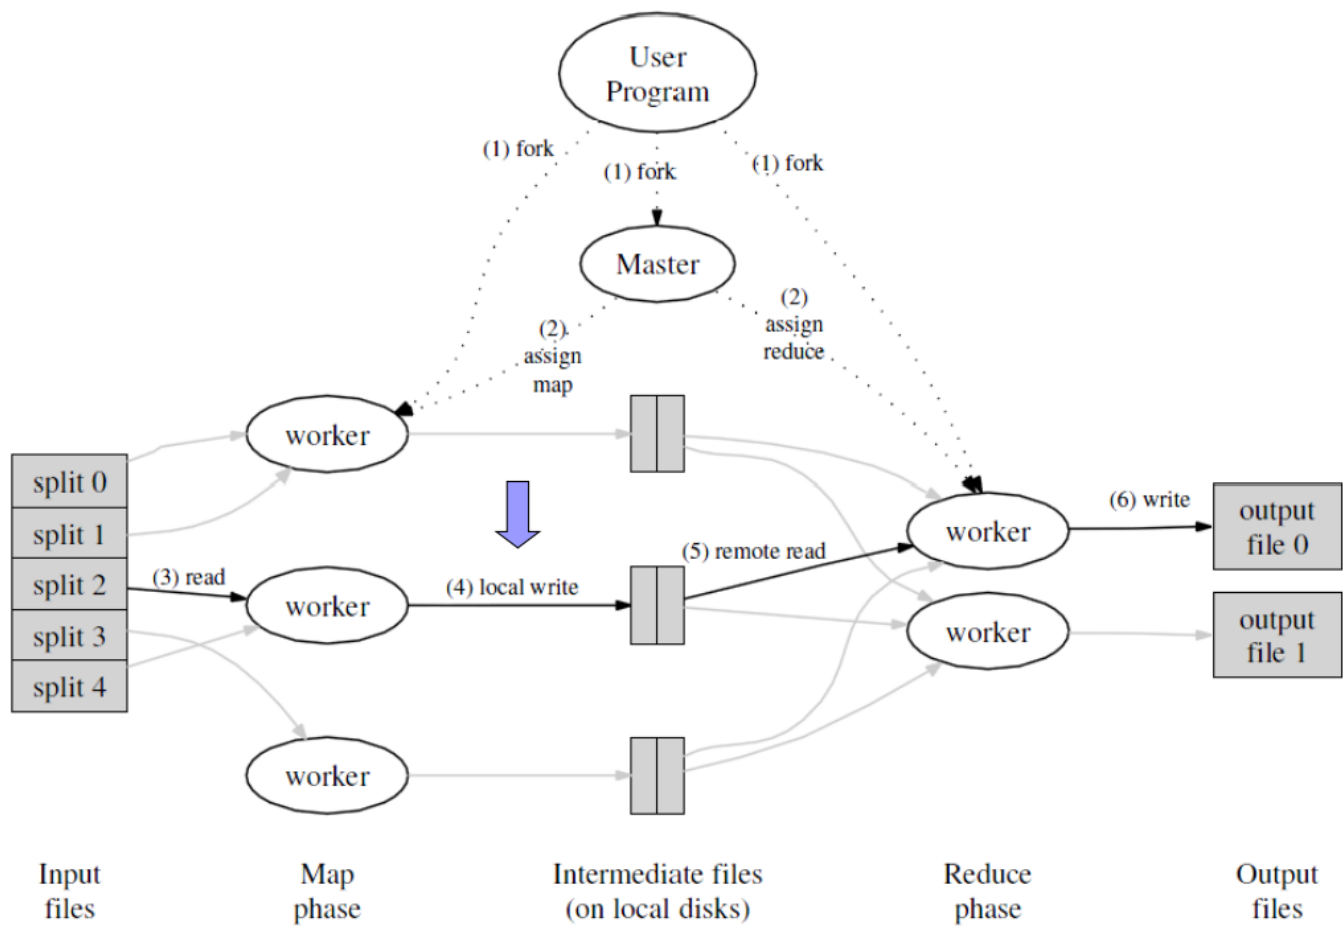 User
Program
(1) fork
(1) fork
(1) fork
Master
(2)
assign
map
(2)
assign
reduce
worker
split 0
split 1
split 2
split 3
split 4
(3) read
worker
(4) local write
(5) remote read
worker
worker
worker
(6) write
output
file 0
output
file 1
Input
files
Map
phase
Intermediate files
(on local disks)
Reduce
phase
Output
files